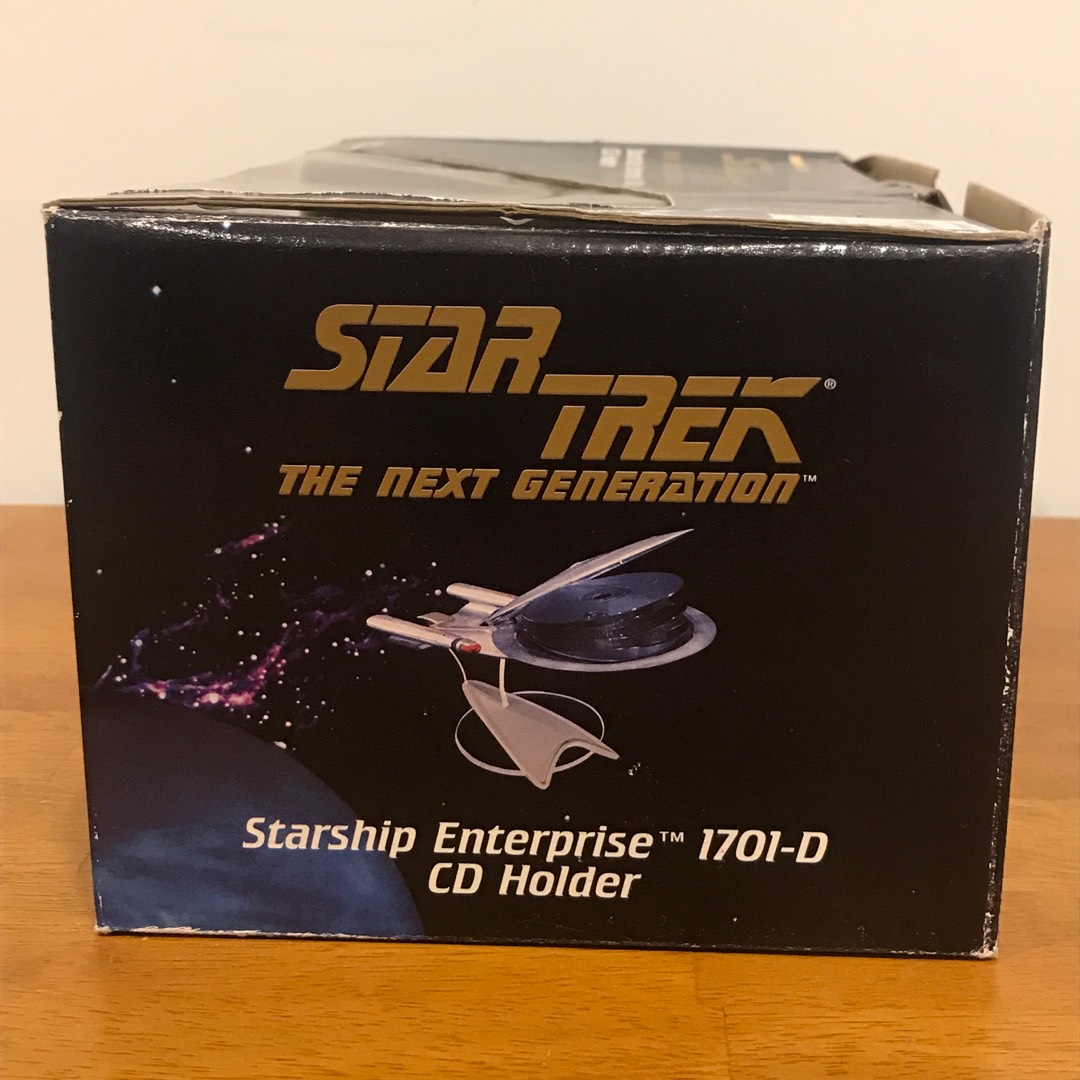 STAR
TREK®
THE NEXT GENERATION™
Starship Enterprise™ 1701-D
CD Holder